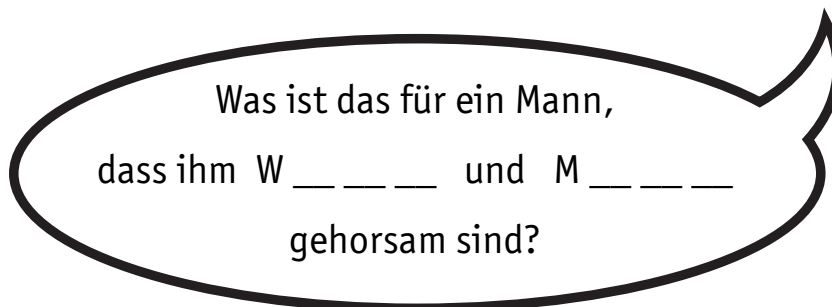 Was ist das für ein Mann,
dass ihm W __ __ __ und M __ __ __
gehorsam sind?